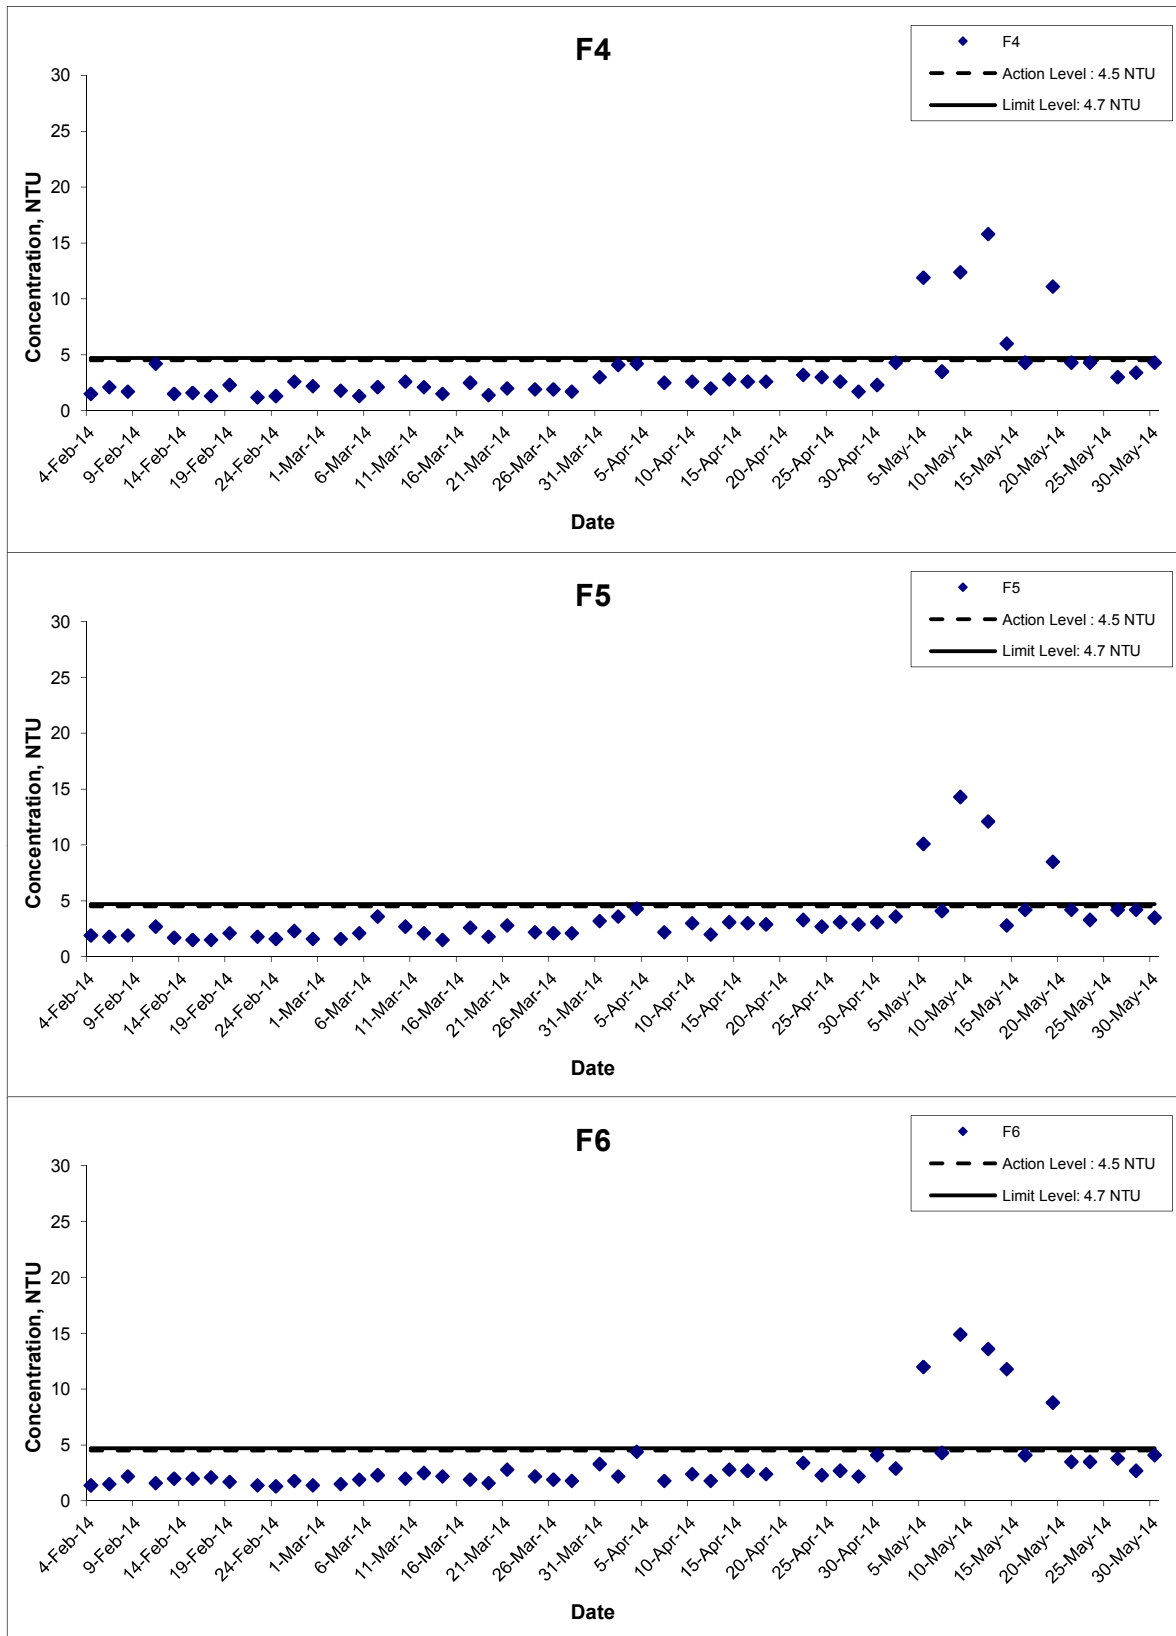 F4
F4
Action Level : 4.5 NTU
Limit Level: 4.7 NTU
Concentration, NTU
30
25
20
15
10
5
0
4-Feb-14
9-Feb-14
14-Feb-14
19-Feb-14
24-Feb-14
1-Mar-14
6-Mar-14
11-Mar-14
16-Mar-14
21-Mar-14
26-Mar-14
31-Mar-14
5-Apr-14
10-Apr-14
15-Apr-14
20-Apr-14
25-Apr-14
30-Apr-14
5-May-14
10-May-14
15-May-14
20-May-14
25-May-14
30-May-14
Date
F5
F5
Action Level : 4.5 NTU
Limit Level: 4.7 NTU
Concentration, NTU
30
25
20
15
10
5
0
4-Feb-14
9-Feb-14
14-Feb-14
19-Feb-14
24-Feb-14
1-Mar-14
6-Mar-14
11-Mar-14
16-Mar-14
21-Mar-14
26-Mar-14
31-Mar-14
5-Apr-14
10-Apr-14
15-Apr-14
20-Apr-14
25-Apr-14
30-Apr-14
5-May-14
10-May-14
15-May-14
20-May-14
25-May-14
30-May-14
Date
F6
F6
Action Level : 4.5 NTU
Limit Level: 4.7 NTU
Concentration, NTU
30
25
20
15
10
5
0
4-Feb-14
9-Feb-14
14-Feb-14
19-Feb-14
24-Feb-14
1-Mar-14
6-Mar-14
11-Mar-14
16-Mar-14
21-Mar-14
26-Mar-14
31-Mar-14
5-Apr-14
10-Apr-14
15-Apr-14
20-Apr-14
25-Apr-14
30-Apr-14
5-May-14
10-May-14
15-May-14
20-May-14
25-May-14
30-May-14
Date